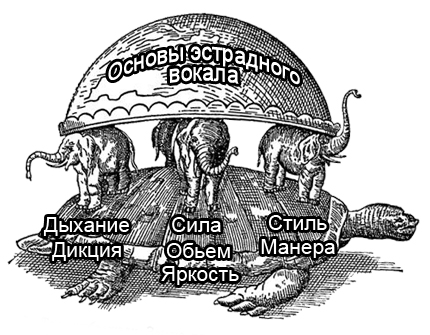 Основы эстрадного
вокала
Дыхание
Дикция
Сила
Обьем
Яркость
Стиль
Манера